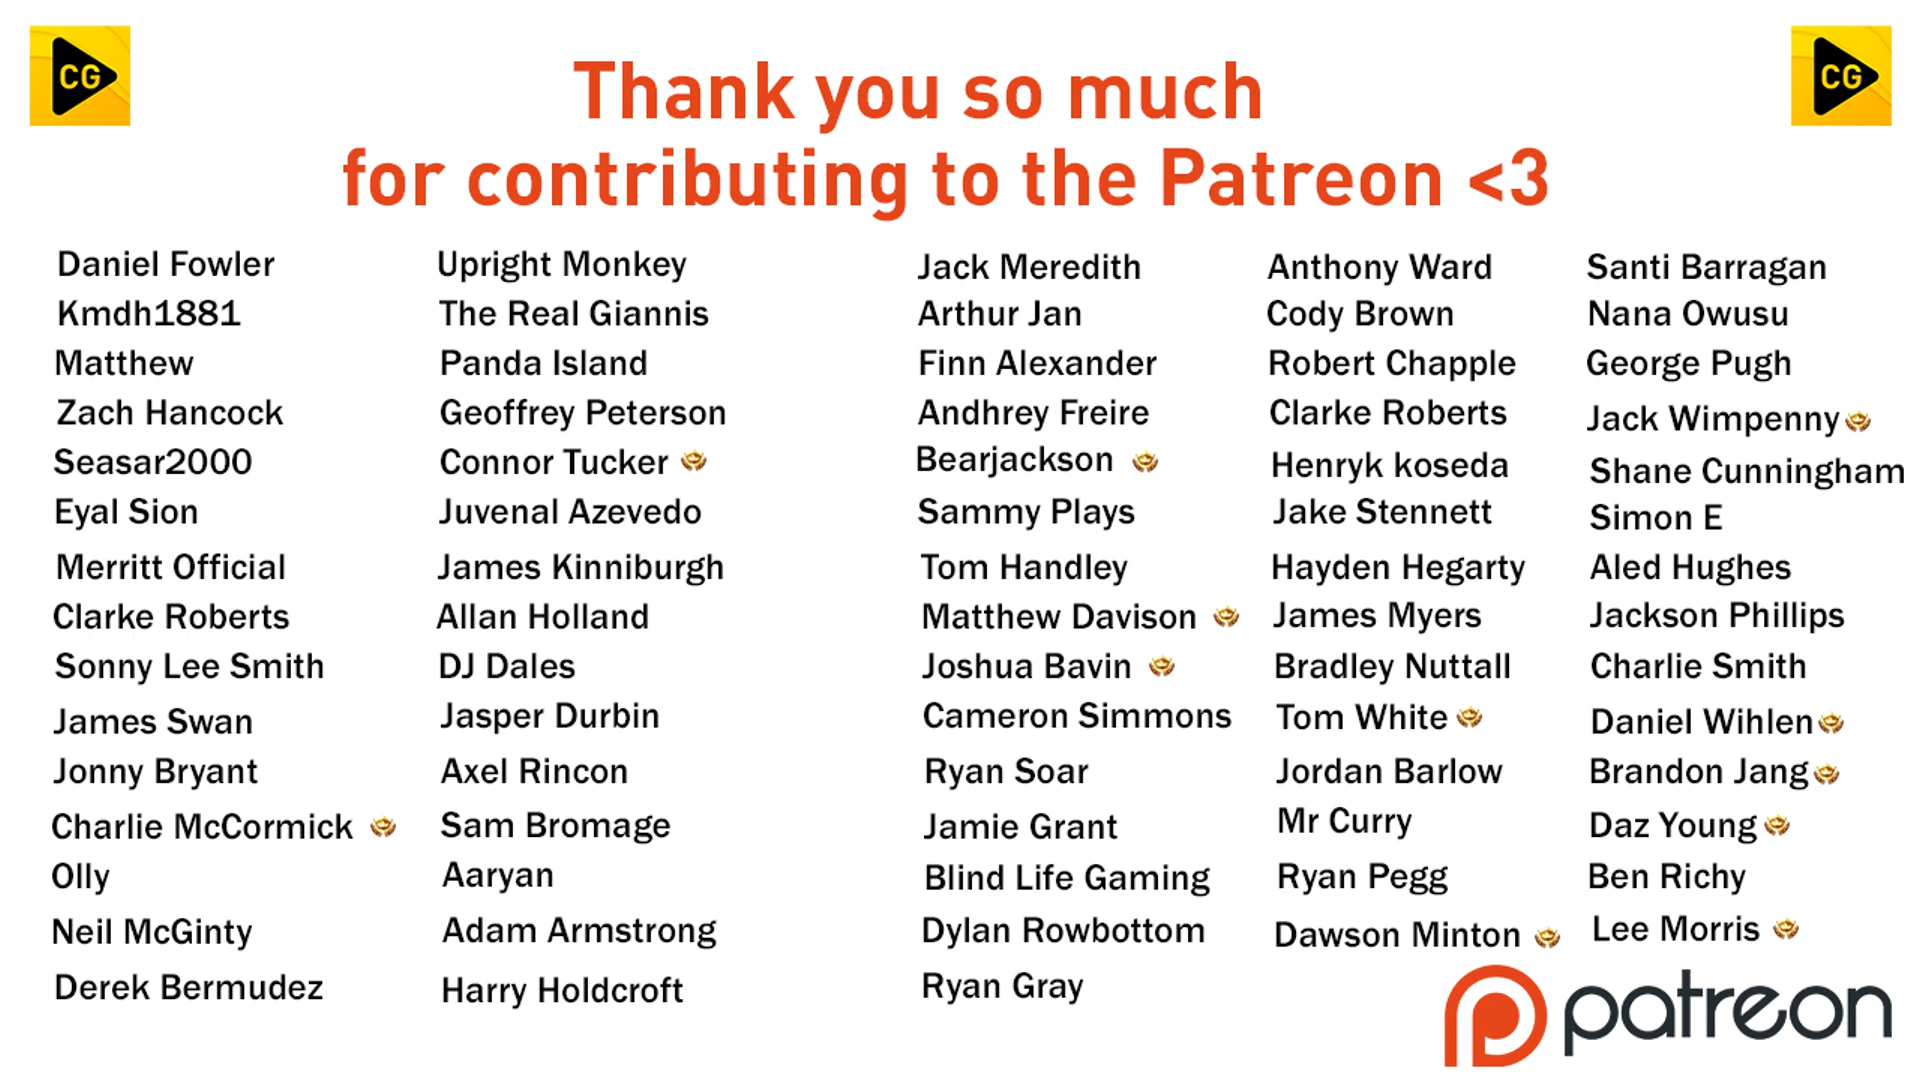 CG
CG
Thank you so much
for contributing to the Patreon <3
Daniel Fowler
Kmdh1881
Matthew
Zach Hancock
Seasar2000
Eyal Sion
Merritt Official
Clarke Roberts
Sonny Lee Smith
James Swan
Jonny Bryant
Charlie McCormick
Olly
Neil McGinty
Derek Bermudez
Upright Monkey
The Real Giannis
Panda Island
Geoffrey Peterson
Connor Tucker
Juvenal Azevedo
James Kinniburgh
Allan Holland
DJ Dales
Jasper Durbin
Axel Rincon
Sam Bromage
Aaryan
Adam Armstrong
Harry Holdcroft
Jack Meredith
Arthur Jan
Finn Alexander
Andhrey Freire
Bearjackson
Sammy Plays
Tom Handley
Matthew Davison
Joshua Bavin
Cameron Simmons
Ryan Soar
Jamie Grant
Blind Life Gaming
Dylan Rowbottom
Ryan Gray
Anthony Ward
Cody Brown
Robert Chapple
Clarke Roberts
Henryk koseda
Jake Stennett
Hayden Hegarty
James Myers
Bradley Nuttall
Tom White
Jordan Barlow
Mr Curry
Ryan Pegg
Dawson Minton
Santi Barragan
Nana Owusu
George Pugh
Jack Wimpenny
Shane Cunningham
Simon E
Aled Hughes
Jackson Phillips
Charlie Smith
Daniel Wihlen
Brandon Jang
Daz Young
Ben Richy
Lee Morris
patreon